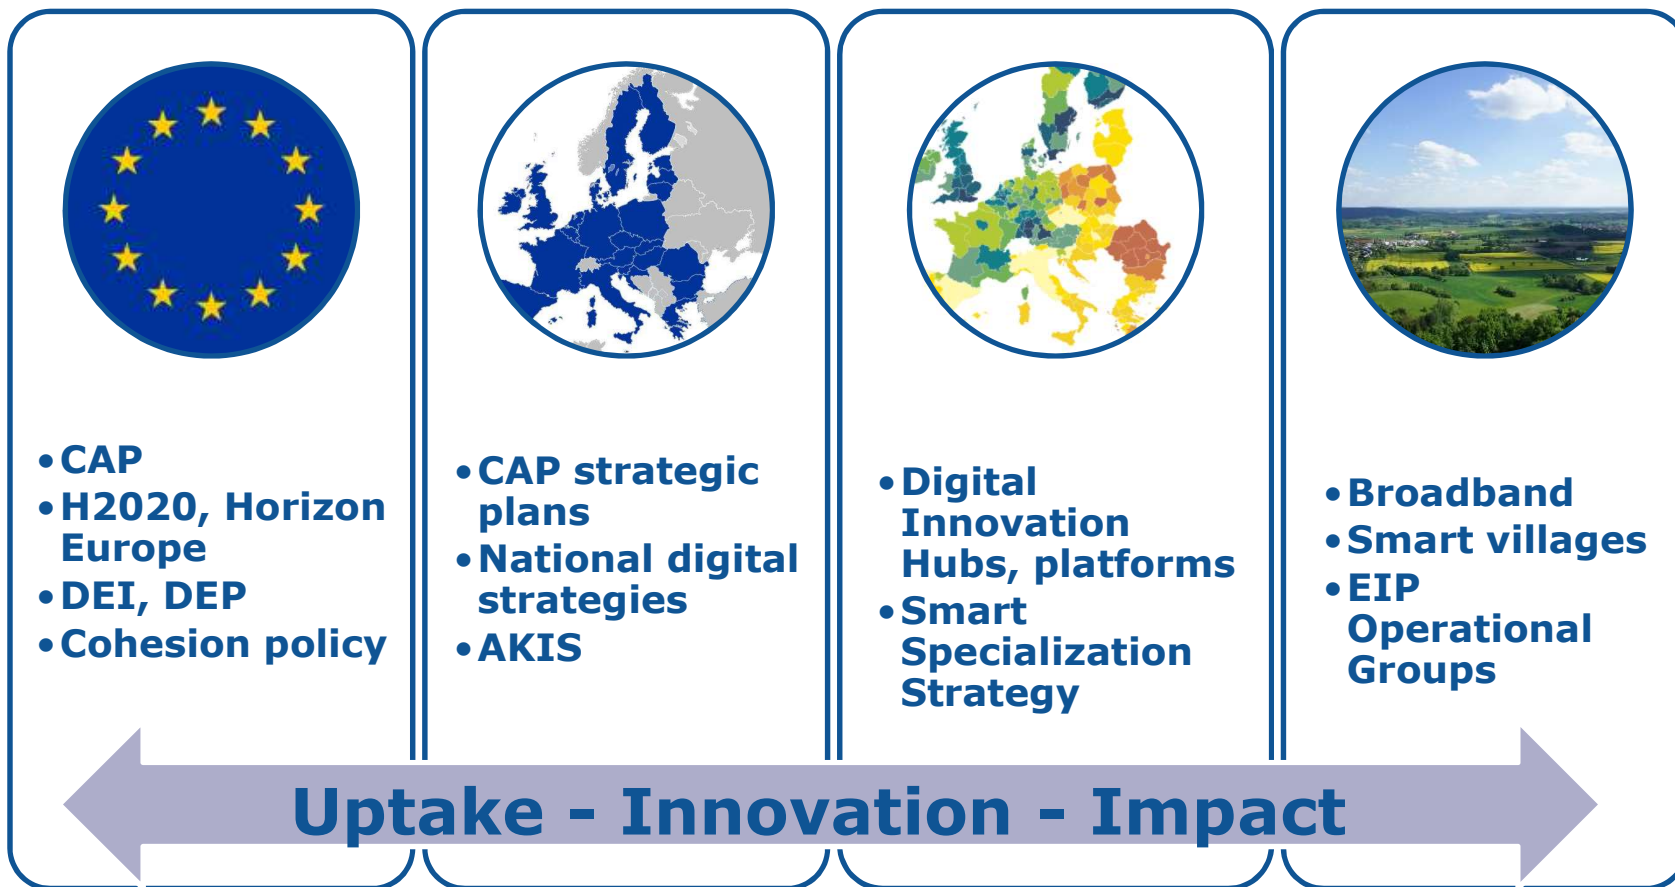 •CAP
•H2020, Horizon
Europe
•DEI, DEP
•Cohesion policy
•CAP strategic
plans
•National digital
strategies
•AKIS
•Digital
Innovation
Hubs, platforms
•Smart
Specialization
Strategy
•Broadband
•Smart villages
•EIP
Operational
Groups
Uptake - Innovation - Impact